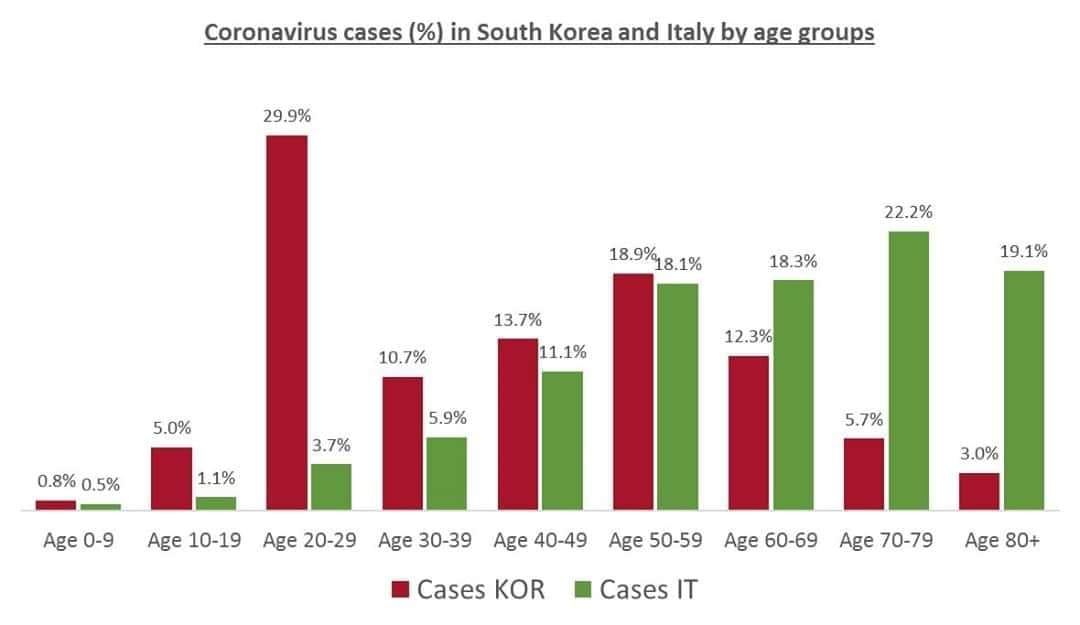 Coronavirus cases (%) in South Korea and Italy by age groups
29.9%
22.2%
18.9%
18.1%
18.3%
19.1%
13.7%
12.3%
10.7%
11.1%
5.0%
5.9%
5.7%
3.7%
3.0%
0.8%
0.5%
1.1%
Age 0-9
Age 10-19
Age 20-29
Age 30-39
Age 40-49
Age 50-59
Age 60-69
Age 70-79
Age 80+
Cases KOR
Cases IT